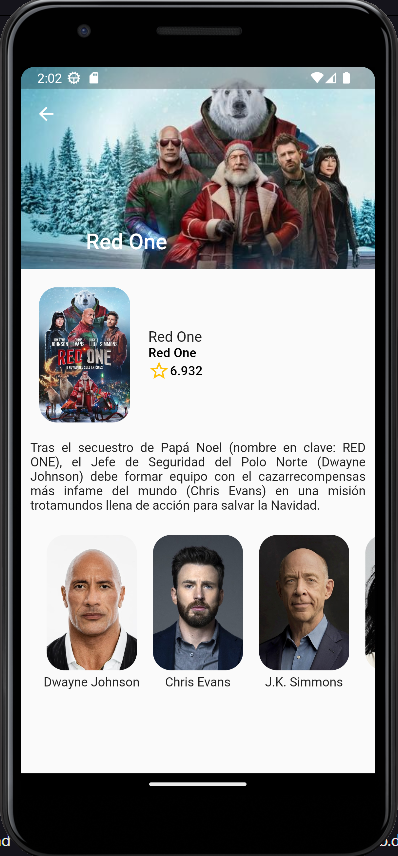 2:02
Red One
Red One
Red One
6.932
RED ONE
Tras el secuestro de Papá Noel (nombre en clave: RED
ONE), el Jefe de Seguridad del Polo Norte (Dwayne
Johnson) debe formar equipo con el cazarrecompensas
más infame del mundo (Chris Evans) en una misión
trotamundos llena de acción para salvar la Navidad.
Dwayne Johnson
Chris Evans
J.K. Simmons